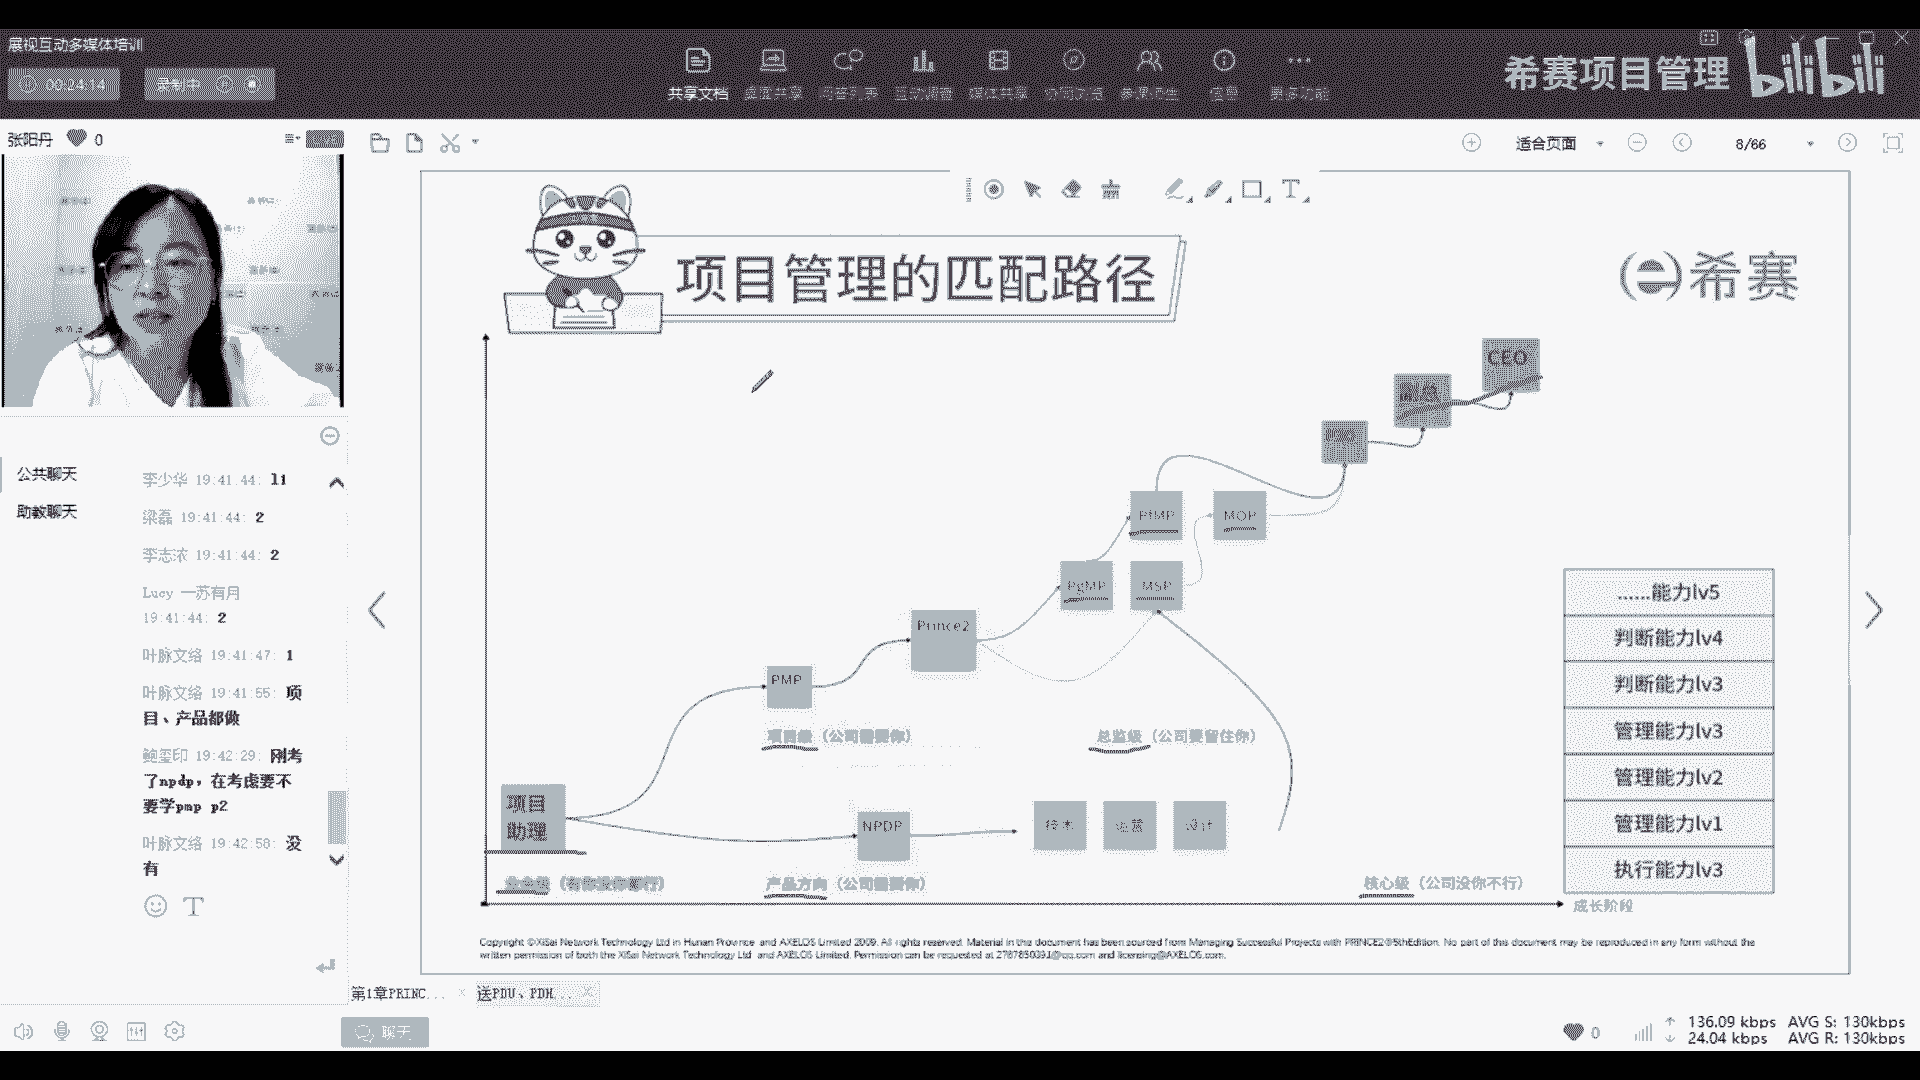 展视互动多媒体培训
00:24:14
录制中
共享文档
桌面共享
问答列表
互动调查
媒体共享
协同浏览
参课师生
信息
更多功能
希赛项目管理
bilibili
张阳丹
0
适合页面
8/66
公共聊天
助教聊天
李少华 19:41:44: 11
梁磊 19:41:44: 2
李志浓 19:41:44: 2
Lucy 一苏有月
19:41:44: 2
叶脉文络 19:41:47: 1
叶脉文络 19:41:55: 项
目、产品都做
鲍玺印 19:42:29: 刚考
了npdp，在考虑要不
要学pmp p2
叶脉文络 19:42:58: 没
有
项目管理的匹配路径
希赛
CEO
副总
PfMP
MOP
PgMP
MSP
Prince2
PMP
项目级（公司需要你）
总监级（公司要留住你）
项目
助理
NPDP
技术
运营
设计
（有你没你都行）
产品方向（公司需要你）
核心级（公司没你不行）
成长阶段
……能力lv5
判断能力lv4
判断能力lv3
管理能力lv3
管理能力lv2
管理能力lv1
执行能力lv3
Copyright ©XiSai Network Technology Ltd in Hunan Province and AXELOS Limited 2009. All rights reserved. Material in this document has been sourced from Managing Successful Projects with PRINCE2®5thEdition. No part of this document may be reproduced in any form without the
written permission of both the XiSai Network Technology Ltd and AXELOS Limited. Permission can be requested at and licensing@AXELOS.com.
第1章PRINC...
送PDU、PDH...
聊天
0
136.09 kbps AVG S: 130kbps
24.04 kbps AVG R: 130kbps